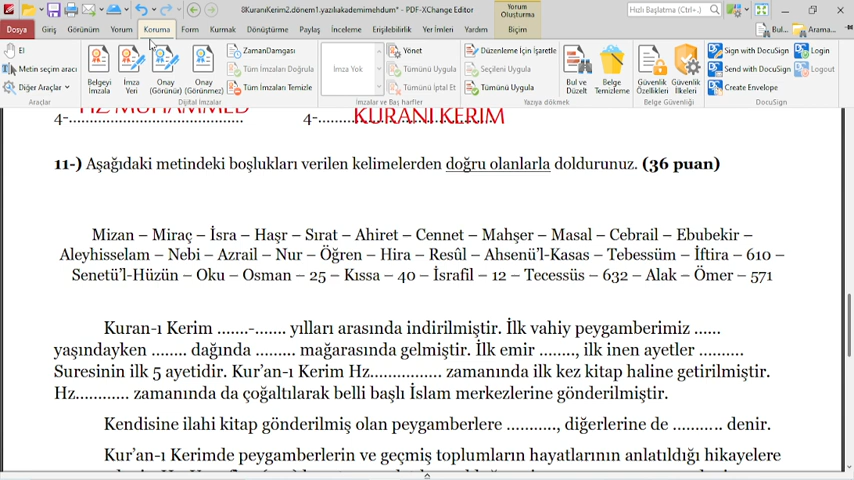 8KuraniKerim2.dönem1.yazılıkademimehdum* - PDF-XChange Editor
Yorum Oluşturma
Hızlı Başlatma (Ctrl+.)
Dosya Giriş Görünüm Yorum Koruma Form Kurmak Dönüştürme Paylaş İnceleme Erişilebilirlik Yer İmleri Yardım Biçim Bul... Arama...
El
Metin seçim aracı
Diğer Araçlar
Araçlar
Belgeyi İmzala
İmza Yeri
Onay (Görünür)
Onay (Görünmez)
ZamanDamgası
Tüm İmzaları Doğrula
Tüm İmzaları Temizle
Dijital İmzalar
İmza Yok
Yönet
Tümünü İptal Et
İmzalar ve Baş harfler
Düzenleme İçin İşaretle
Seçileni Uygula
Tümünü Uygula
Bul ve Düzelt
Belge Temizleme
Yazıya dökmek
Güvenlik Özellikleri
Güvenlik İlkeleri
Belge Güvenliği
Sign with DocuSign
Send with DocuSign
Create Envelope
Login
Logout
DocuSign
4-........................ HZ MUHAMMED 4-........................ KURANI KERİM
11-) Aşağıdaki metindeki boşlukları verilen kelimelerden doğru olanlarla doldurunuz. (36 puan)
Mizan – Miraç – İsra – Haşr – Sırat – Ahiret – Cennet – Mahşer – Masal – Cebrail – Ebubekir –
Aleyhisselam – Nebi – Azrail – Nur – Öğren – Hira – Resûl – Ahsenü'l-Kasas – Tebessüm – İftira – 610 –
Senetü'l-Hüzün – Oku – Osman – 25 – Kıssa – 40 – İsrafil – 12 – Tecessüs – 632 – Alak – Ömer – 571
Kuran-ı Kerim .......-....... yılları arasında indirilmiştir. İlk vahiy peygamberimiz ......
yaşındayken ........ dağında ......... mağarasında gelmiştir. İlk emir ........, ilk inen ayetler ..........
Suresinin ilk 5 ayetidir. Kur'an-ı Kerim Hz................ zamanında ilk kez kitap haline getirilmiştir.
Hz............ zamanında da çoğaltılarak belli başlı İslam merkezlerine gönderilmiştir.
Kendisine ilahi kitap gönderilmiş olan peygamberlere ..........., diğerlerine de ........... denir.
Kur'an-ı Kerimde peygamberlerin ve geçmiş toplumların hayatlarının anlatıldığı hikayelere